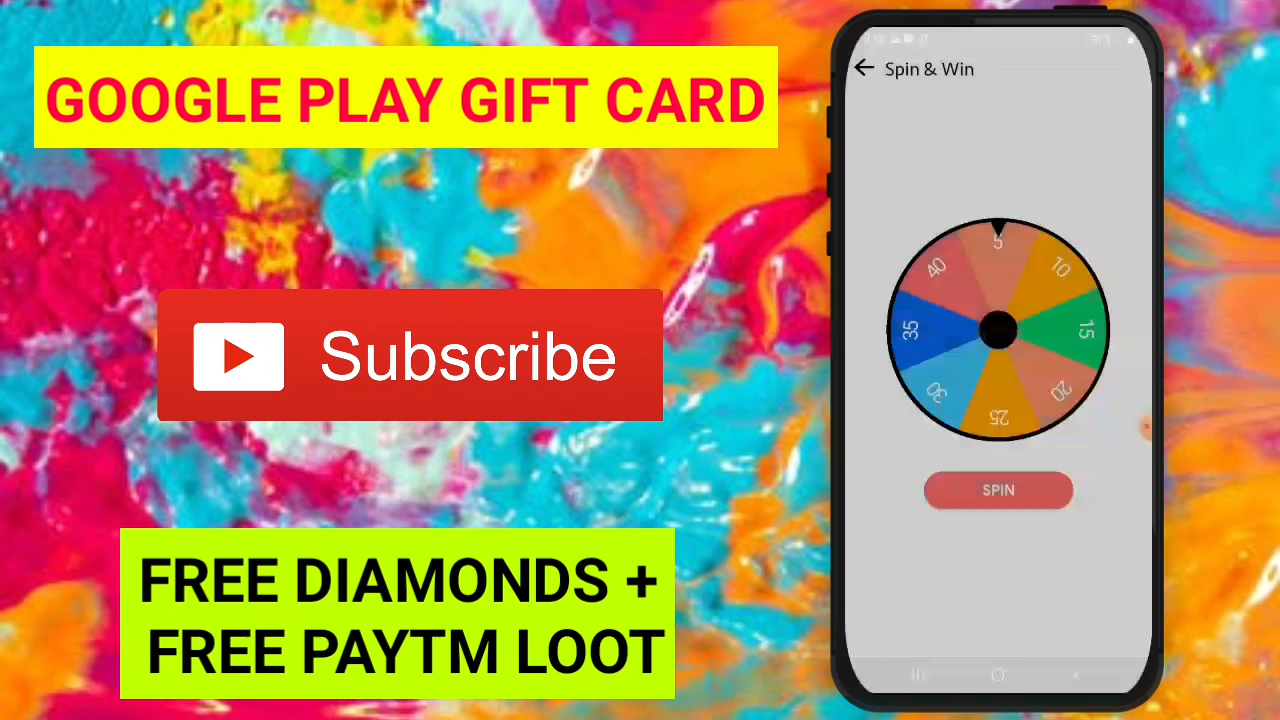 GOOGLE PLAY GIFT CARD
Subscribe
FREE DIAMONDS +
FREE PAYTM LOOT
Spin & Win
5
10
15
20
25
30
35
40
SPIN